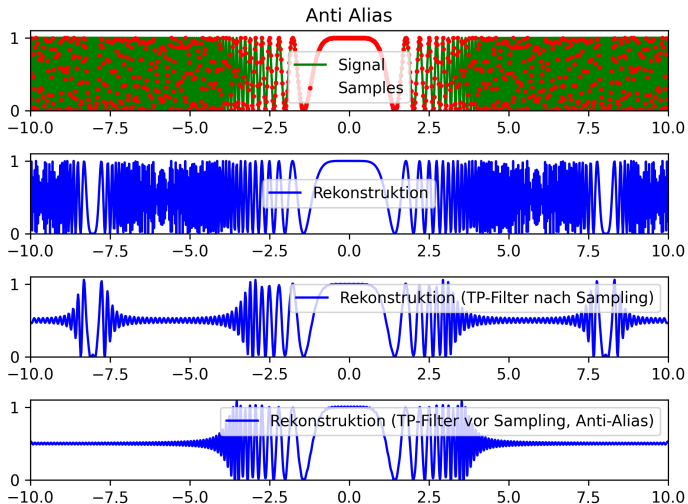 Anti Alias
1
0
Signal
Samples
−10.0 −7.5 −5.0 −2.5 0.0 2.5 5.0 7.5 10.0
1
0
Rekonstruktion
−10.0 −7.5 −5.0 −2.5 0.0 2.5 5.0 7.5 10.0
1
0
Rekonstruktion (TP-Filter nach Sampling)
−10.0 −7.5 −5.0 −2.5 0.0 2.5 5.0 7.5 10.0
1
0
Rekonstruktion (TP-Filter vor Sampling, Anti-Alias)
−10.0 −7.5 −5.0 −2.5 0.0 2.5 5.0 7.5 10.0